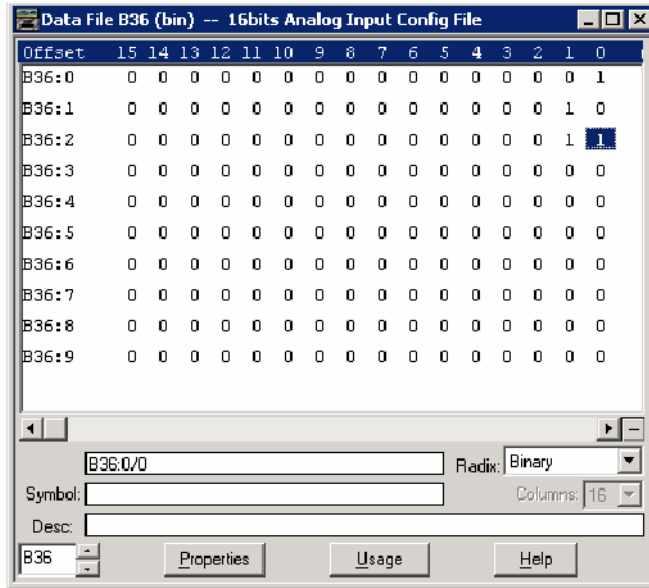 Data File B36 (bin) -- 16bits Analog Input Config File
Offset 15 14 13 12 11 10 9 8 7 6 5 4 3 2 1 0
B36:0 0 0 0 0 0 0 0 0 0 0 0 0 0 0 0 1
B36:1 0 0 0 0 0 0 0 0 0 0 0 0 0 0 1 0
B36:2 0 0 0 0 0 0 0 0 0 0 0 0 0 0 1 1
B36:3 0 0 0 0 0 0 0 0 0 0 0 0 0 0 0 0
B36:4 0 0 0 0 0 0 0 0 0 0 0 0 0 0 0 0
B36:5 0 0 0 0 0 0 0 0 0 0 0 0 0 0 0 0
B36:6 0 0 0 0 0 0 0 0 0 0 0 0 0 0 0 0
B36:7 0 0 0 0 0 0 0 0 0 0 0 0 0 0 0 0
B36:8 0 0 0 0 0 0 0 0 0 0 0 0 0 0 0 0
B36:9 0 0 0 0 0 0 0 0 0 0 0 0 0 0 0 0
B36:0/0 Radix: Binary
Symbol: Columns: 16
Desc:
B36 Properties Usage Help